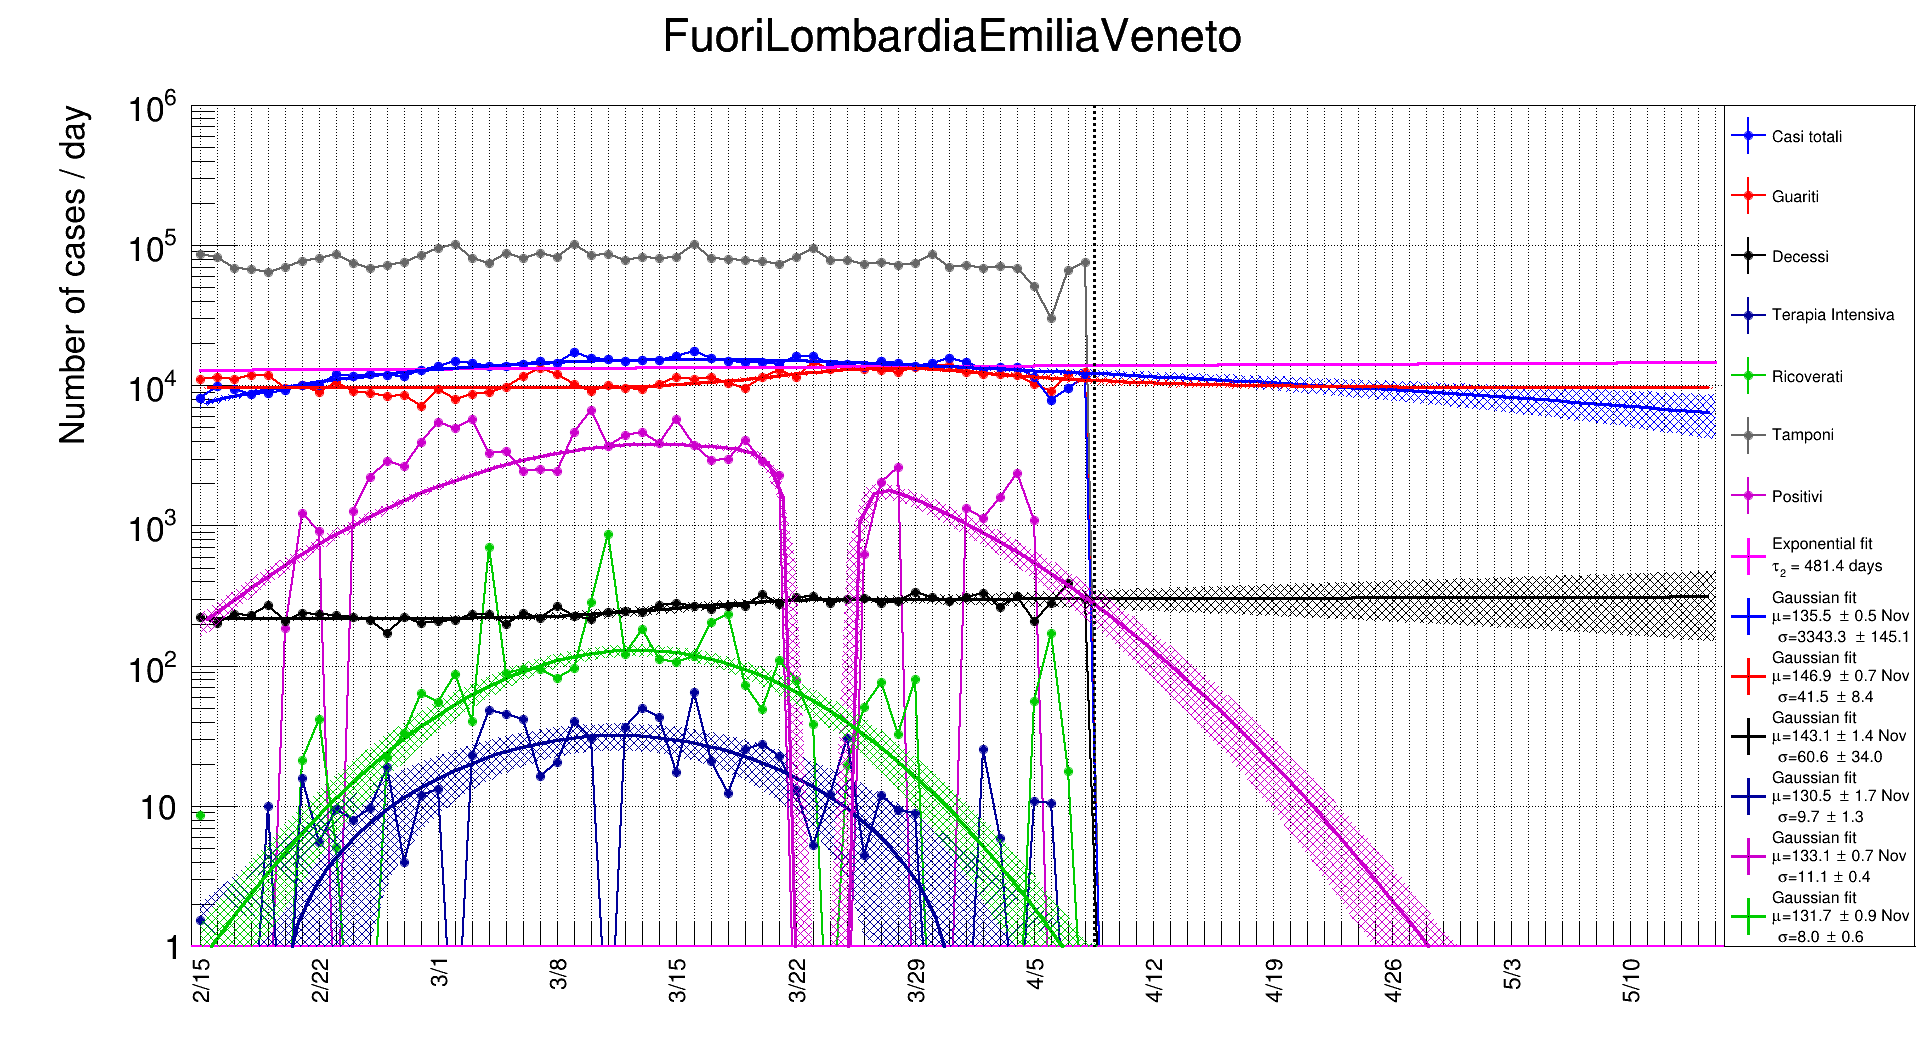 FuoriLombardiaEmiliaVeneto
Number of cases / day
10^6
10^5
10^4
10^3
10^2
10
1
2/15
2/22
3/1
3/8
3/15
3/22
3/29
4/5
4/12
4/19
4/26
5/3
5/10
Casi totali
Guariti
Decessi
Terapia Intensiva
Ricoverati
Tamponi
Positivi
Exponential fit
τ_2 = 481.4 days
Gaussian fit
μ=135.5 ± 0.5 Nov
σ=3343.3 ± 145.1
Gaussian fit
μ=146.9 ± 0.7 Nov
σ=41.5 ± 8.4
Gaussian fit
μ=143.1 ± 1.4 Nov
σ=60.6 ± 34.0
Gaussian fit
μ=130.5 ± 1.7 Nov
σ=9.7 ± 1.3
Gaussian fit
μ=133.1 ± 0.7 Nov
σ=11.1 ± 0.4
Gaussian fit
μ=131.7 ± 0.9 Nov
σ=8.0 ± 0.6